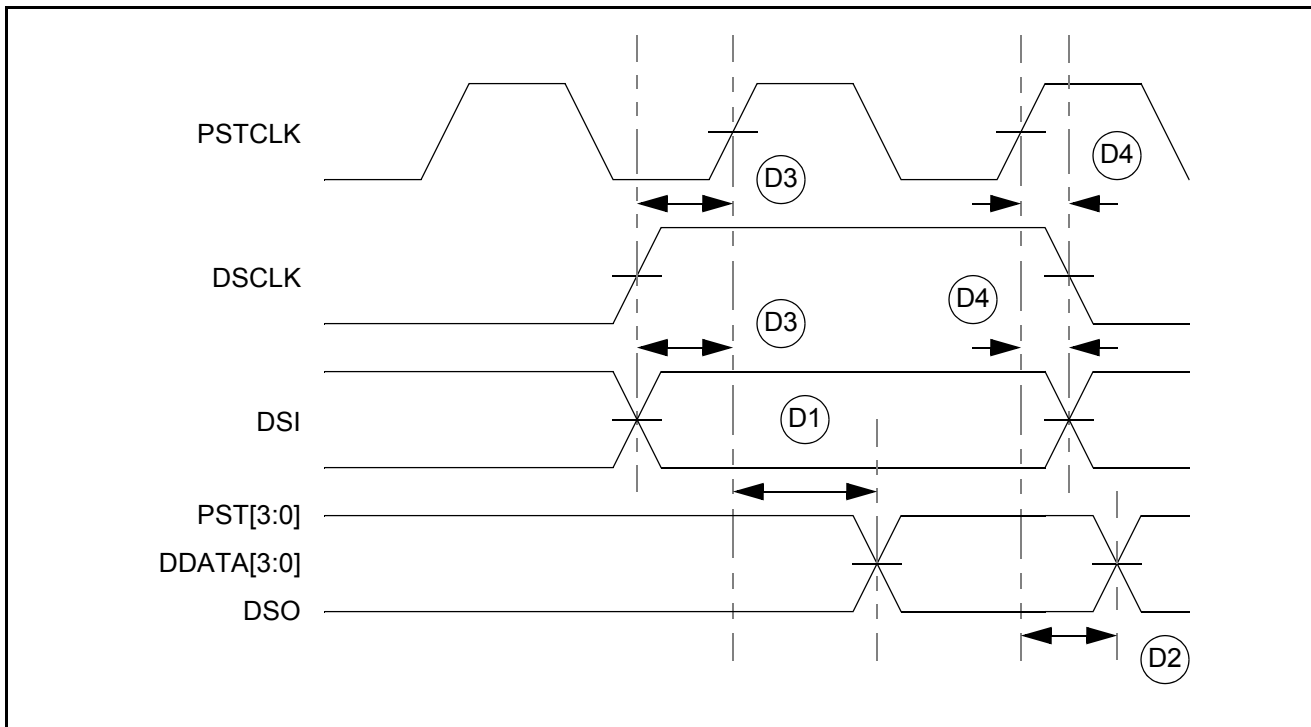 PSTCLK
D4
D3
DSCLK
D4
D3
DSI
D1
PST[3:0]
DDATA[3:0]
DSO
D2